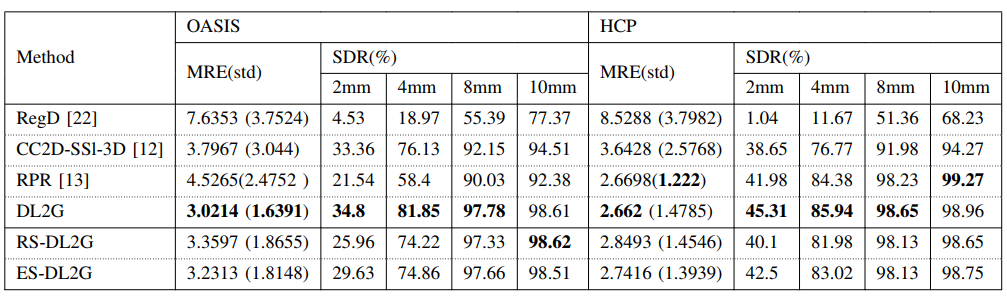 Method OASIS HCP
MRE(std) SDR(%) MRE(std) SDR(%)
2mm 4mm 8mm 10mm 2mm 4mm 8mm 10mm
RegD [22] 7.6353 (3.7524) 4.53 18.97 55.39 77.37 8.5288 (3.7982) 1.04 11.67 51.36 68.23
CC2D-SSl-3D [12] 3.7967 (3.044) 33.36 76.13 92.15 94.51 3.6428 (2.5768) 38.65 76.77 91.98 94.27
RPR [13] 4.5265(2.4752 ) 21.54 58.4 90.03 92.38 2.6698(1.222) 41.98 84.38 98.23 99.27
DL2G 3.0214 (1.6391) 34.8 81.85 97.78 98.61 2.662 (1.4785) 45.31 85.94 98.65 98.96
RS-DL2G 3.3597 (1.8655) 25.96 74.22 97.33 98.62 2.8493 (1.4546) 40.1 81.98 98.13 98.65
ES-DL2G 3.2313 (1.8148) 29.63 74.86 97.66 98.51 2.7416 (1.3939) 42.5 83.02 98.13 98.75